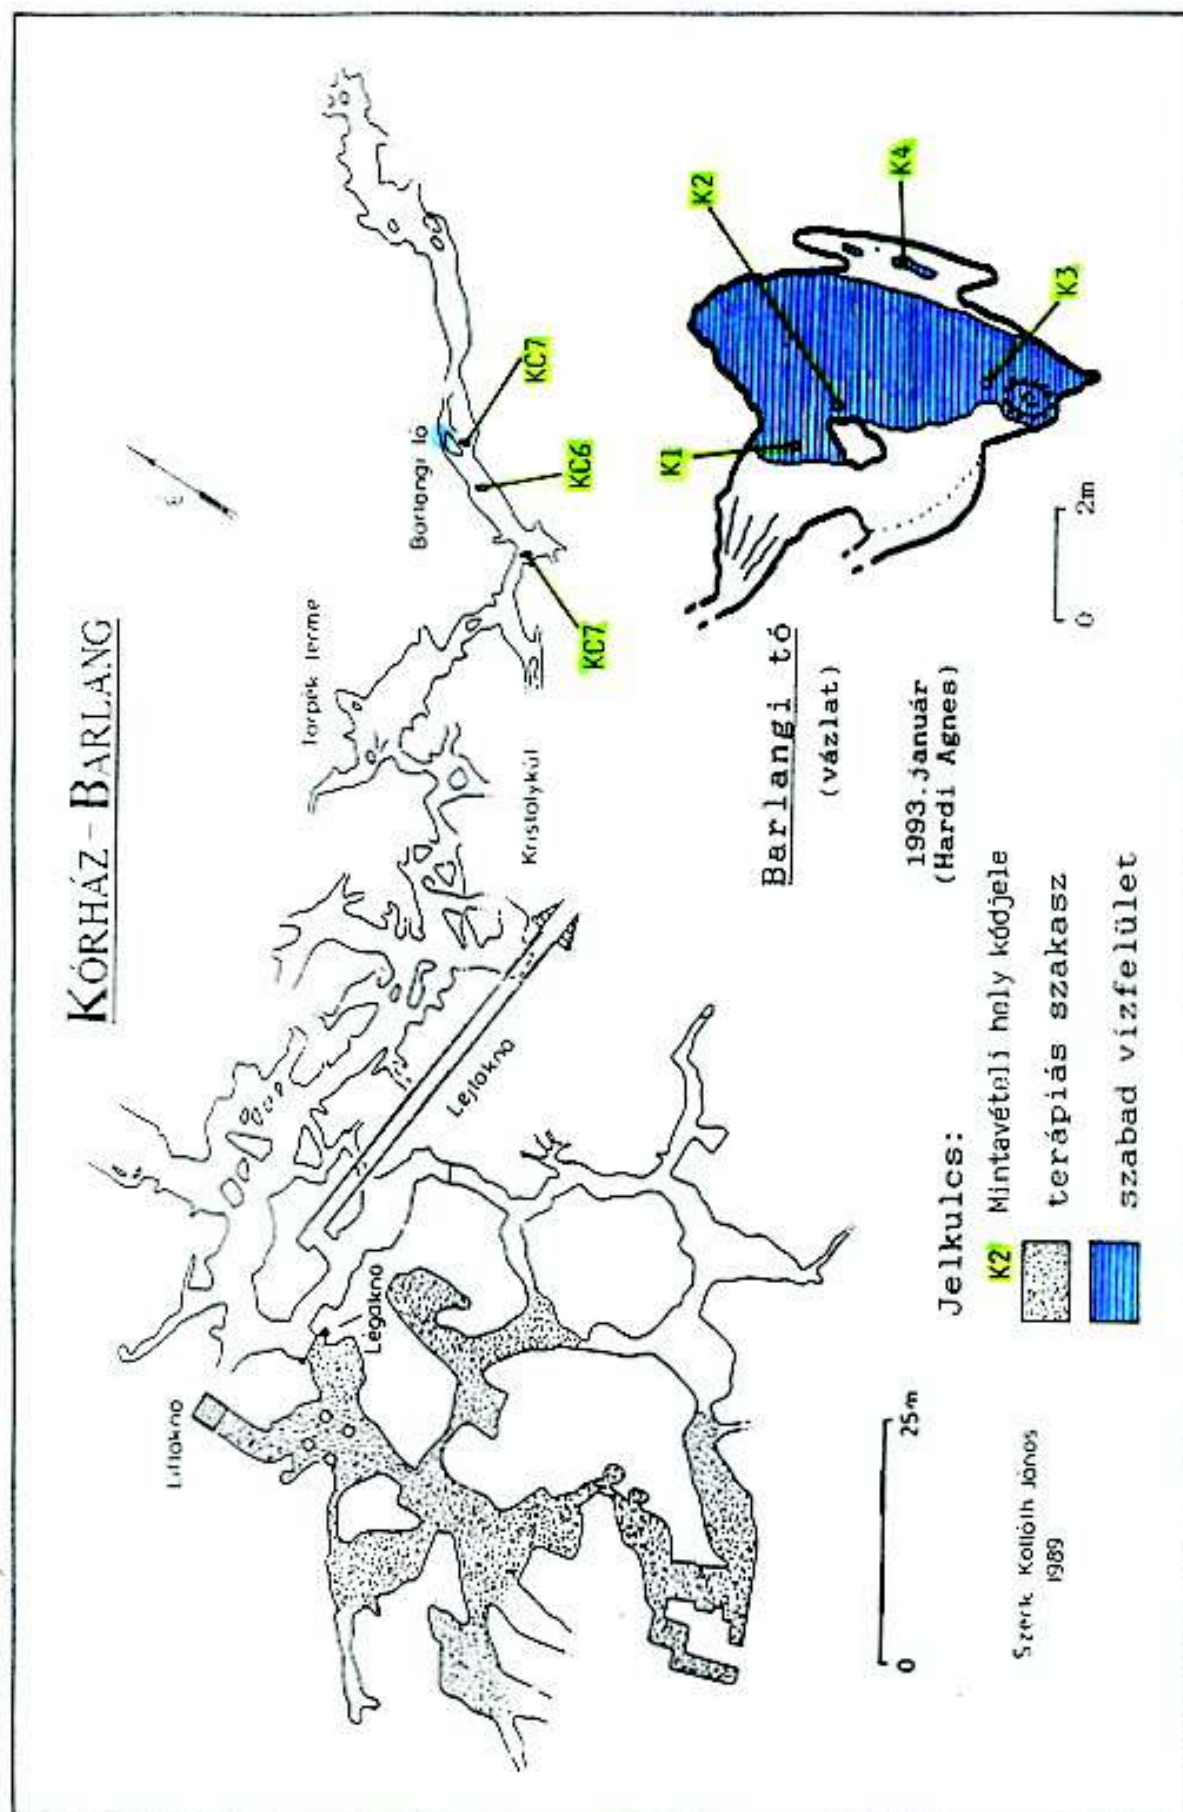 KÓRHÁZ-BARLANG
É
Liftakna
Légakna
Lejtakna
Törpék terme
Kristálykút
Barlangi tó
KC7
KC6
KC7
K1
K2
K3
K4
0 2m
Barlangi tó
(vázlat)
1993.január
(Hardi Agnes)
0 25m
Szerk. Kollóth János
1989
Jelkulcs:
K2 Mintavételi hely kódjele
terápiás szakasz
szabad vízfelület